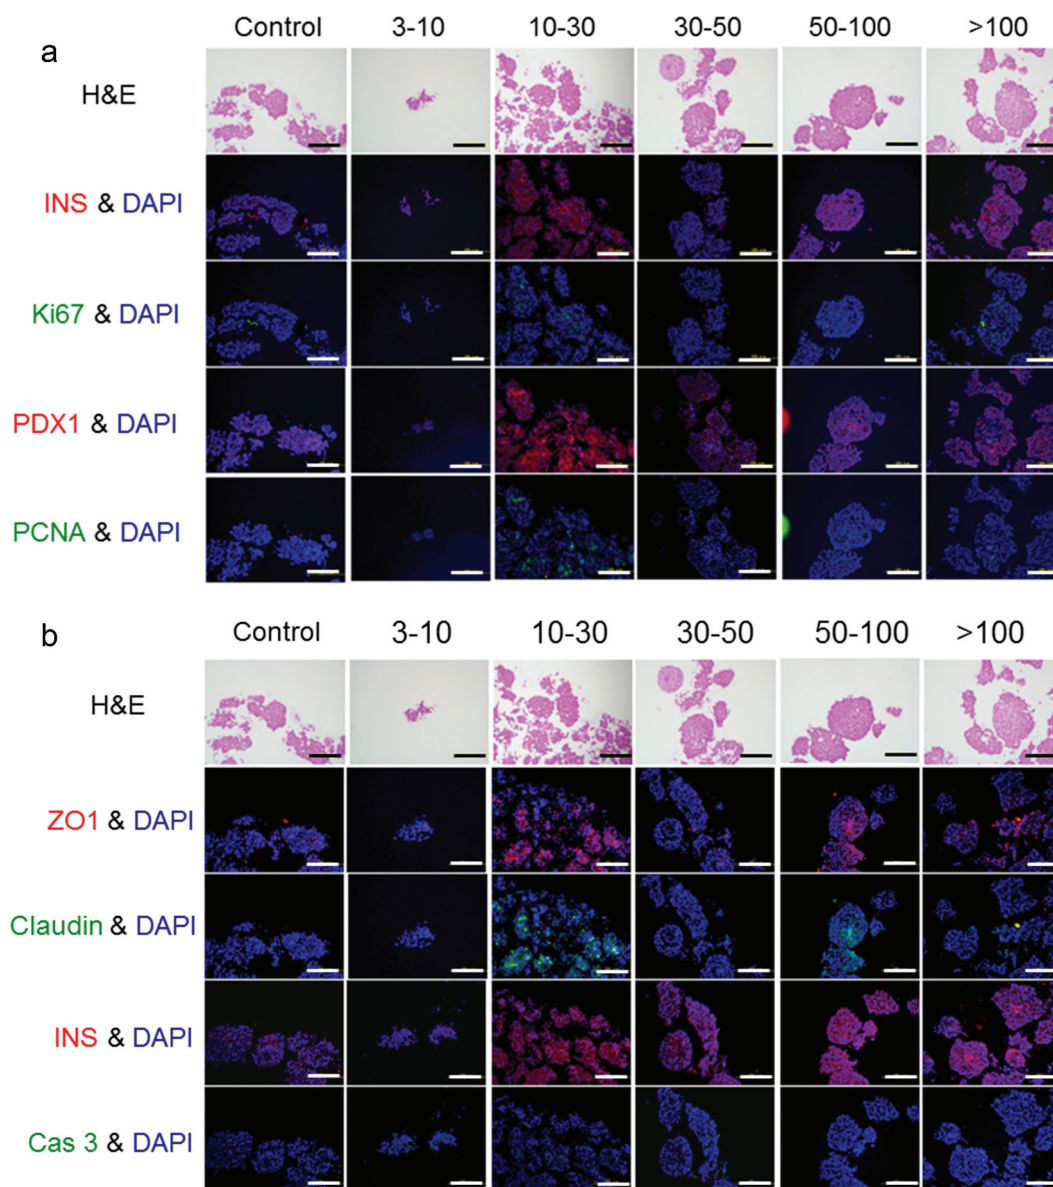 a
Control 3-10 10-30 30-50 50-100 >100
H&E
INS & DAPI
Ki67 & DAPI
PDX1 & DAPI
PCNA & DAPI
b
Control 3-10 10-30 30-50 50-100 >100
H&E
ZO1 & DAPI
Claudin & DAPI
INS & DAPI
Cas 3 & DAPI